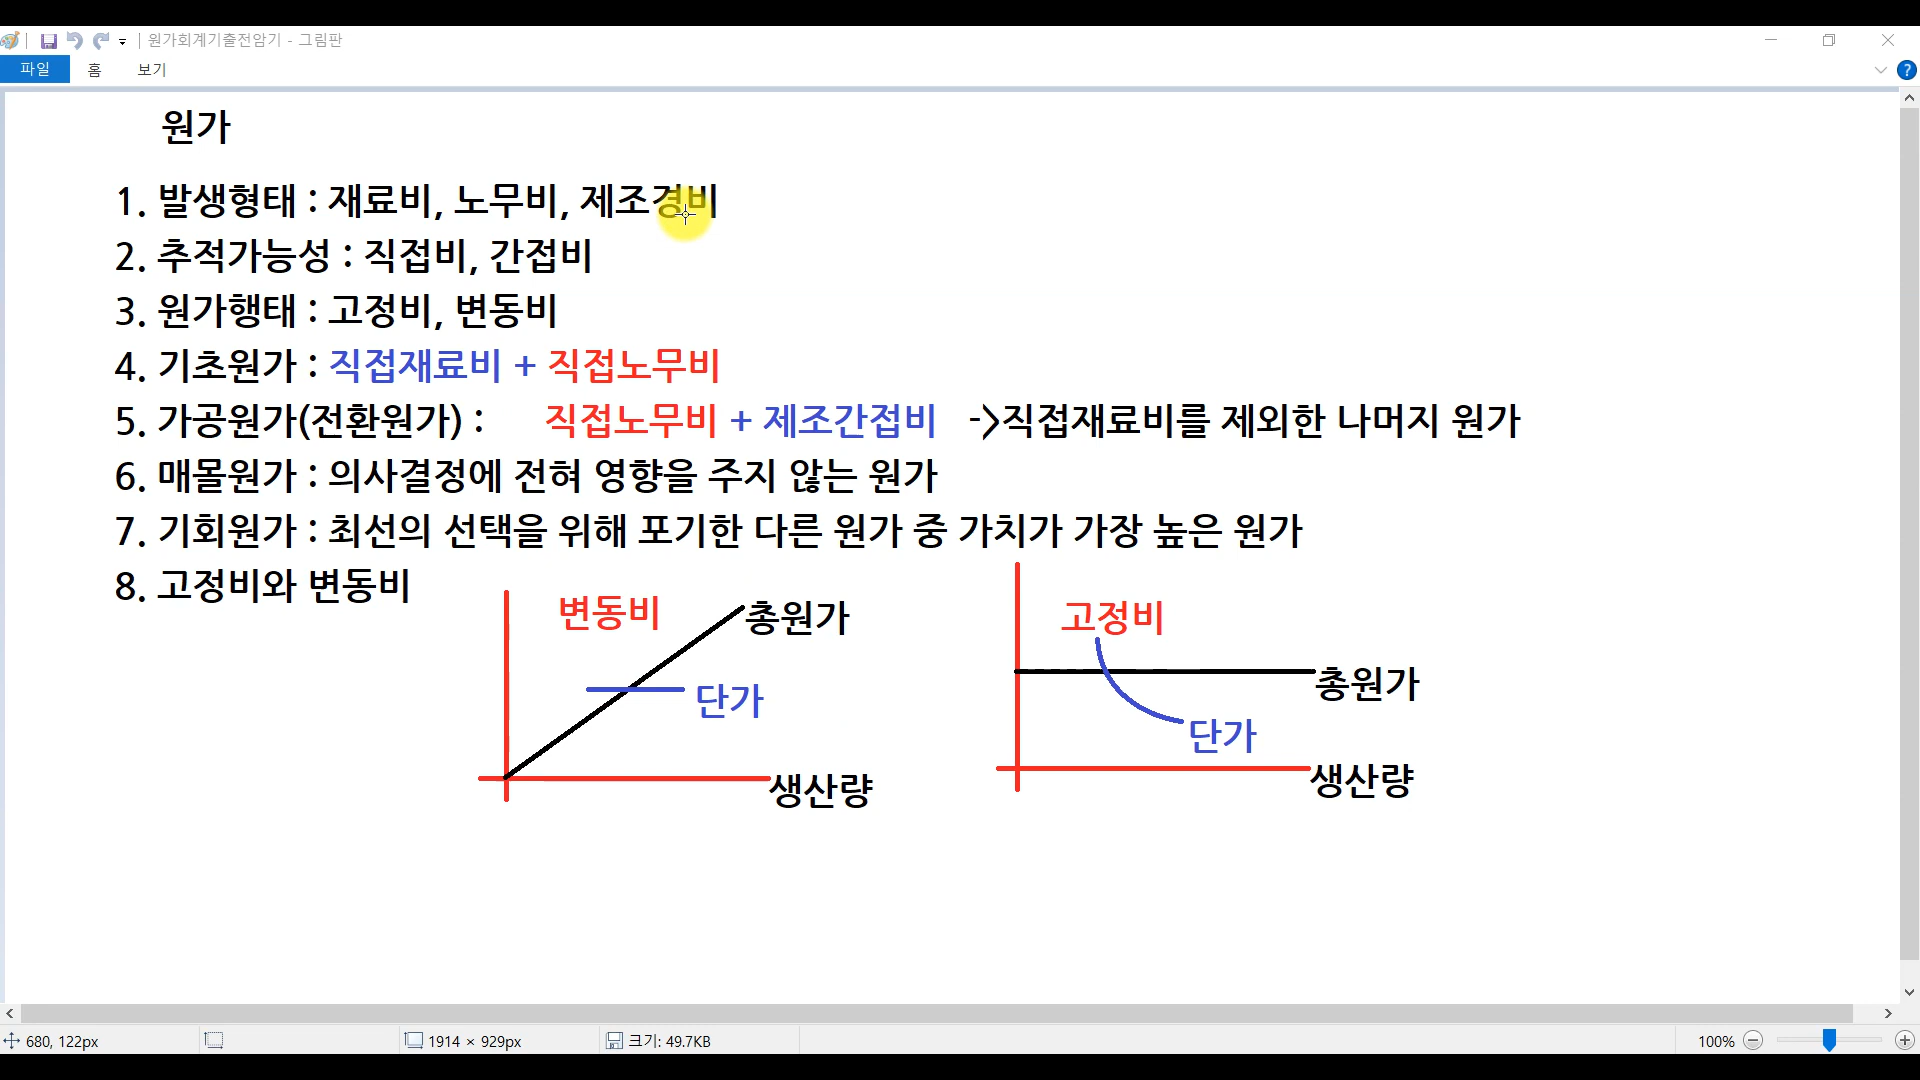 원가회계기출전암기 - 그림판
파일 홈 보기
원가
1. 발생형태 : 재료비, 노무비, 제조경비
2. 추적가능성 : 직접비, 간접비
3. 원가행태 : 고정비, 변동비
4. 기초원가 : 직접재료비 + 직접노무비
5. 가공원가(전환원가) : 직접노무비 + 제조간접비 ->직접재료비를 제외한 나머지 원가
6. 매몰원가 : 의사결정에 전혀 영향을 주지 않는 원가
7. 기회원가 : 최선의 선택을 위해 포기한 다른 원가 중 가치가 가장 높은 원가
8. 고정비와 변동비
변동비
총원가
단가
생산량
고정비
총원가
단가
생산량
680, 122px 1914 × 929px 크기: 49.7KB 100%